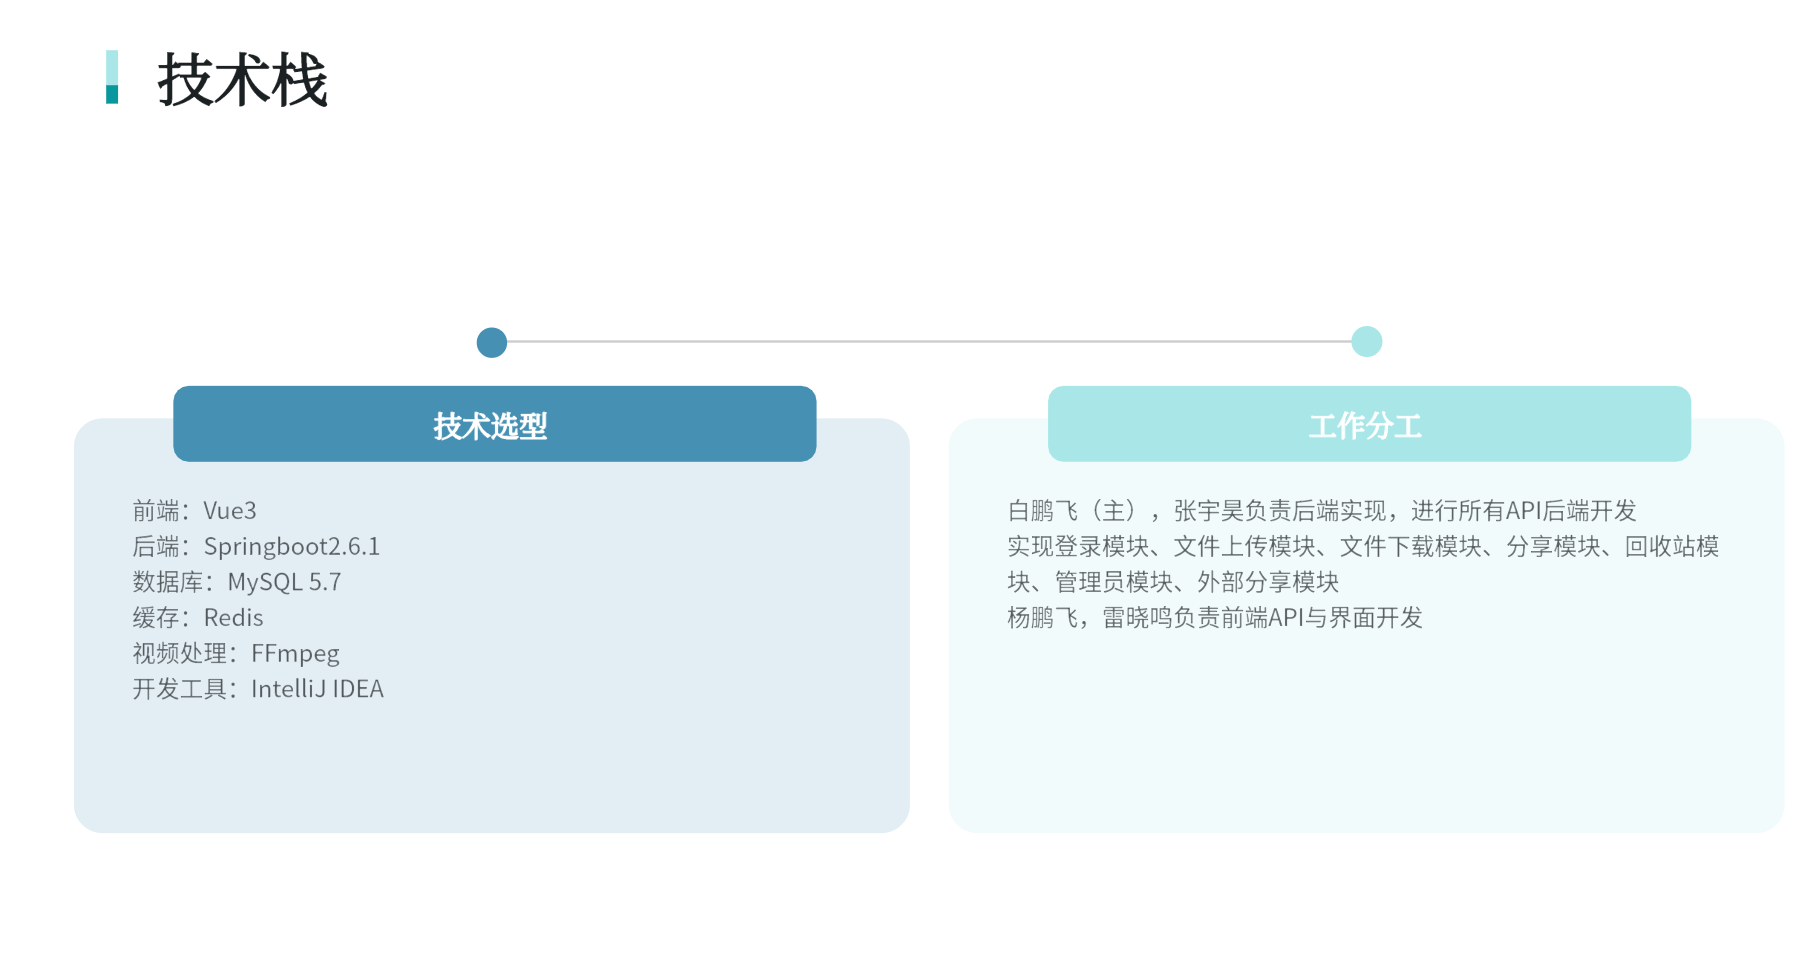 技术栈
技术选型
前端：Vue3
后端：Springboot2.6.1
数据库：MySQL 5.7
缓存：Redis
视频处理：FFmpeg
开发工具：IntelliJ IDEA
工作分工
白鹏飞（主），张宇昊负责后端实现，进行所有API后端开发
实现登录模块、文件上传模块、文件下载模块、分享模块、回收站模
块、管理员模块、外部分享模块
杨鹏飞，雷晓鸣负责前端API与界面开发